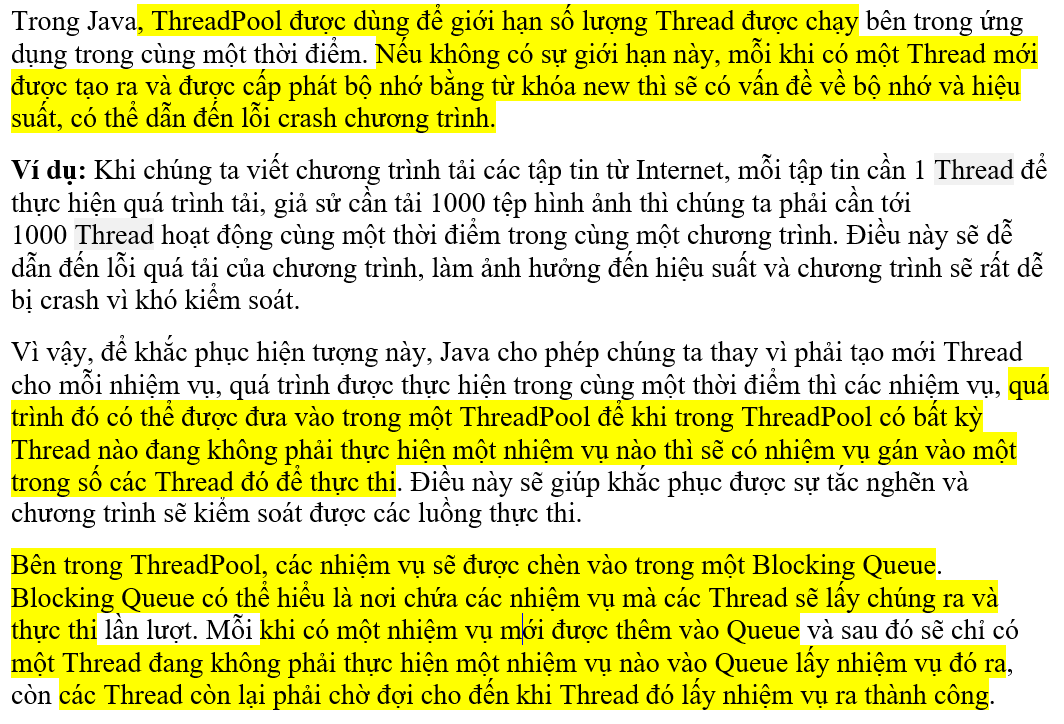 Trong Java, ThreadPool được dùng để giới hạn số lượng Thread được chạy bên trong ứng
dụng trong cùng một thời điểm. Nếu không có sự giới hạn này, mỗi khi có một Thread mới
được tạo ra và được cấp phát bộ nhớ bằng từ khóa new thì sẽ có vấn đề về bộ nhớ và hiệu
suất, có thể dẫn đến lỗi crash chương trình.
Ví dụ: Khi chúng ta viết chương trình tải các tập tin từ Internet, mỗi tập tin cần 1 Thread để
thực hiện quá trình tải, giả sử cần tải 1000 tệp hình ảnh thì chúng ta phải cần tới
1000 Thread hoạt động cùng một thời điểm trong cùng một chương trình. Điều này sẽ dễ
dẫn đến lỗi quá tải của chương trình, làm ảnh hưởng đến hiệu suất và chương trình sẽ rất dễ
bị crash vì khó kiểm soát.
Vì vậy, để khắc phục hiện tượng này, Java cho phép chúng ta thay vì phải tạo mới Thread
cho mỗi nhiệm vụ, quá trình được thực hiện trong cùng một thời điểm thì các nhiệm vụ, quá
trình đó có thể được đưa vào trong một ThreadPool để khi trong ThreadPool có bất kỳ
Thread nào đang không phải thực hiện một nhiệm vụ nào thì sẽ có nhiệm vụ gán vào một
trong số các Thread đó để thực thi. Điều này sẽ giúp khắc phục được sự tắc nghẽn và
chương trình sẽ kiểm soát được các luồng thực thi.
Bên trong ThreadPool, các nhiệm vụ sẽ được chèn vào trong một Blocking Queue.
Blocking Queue có thể hiểu là nơi chứa các nhiệm vụ mà các Thread sẽ lấy chúng ra và
thực thi lần lượt. Mỗi khi có một nhiệm vụ mới được thêm vào Queue và sau đó sẽ chỉ có
một Thread đang không phải thực hiện một nhiệm vụ nào vào Queue lấy nhiệm vụ đó ra,
còn các Thread còn lại phải chờ đợi cho đến khi Thread đó lấy nhiệm vụ ra thành công.